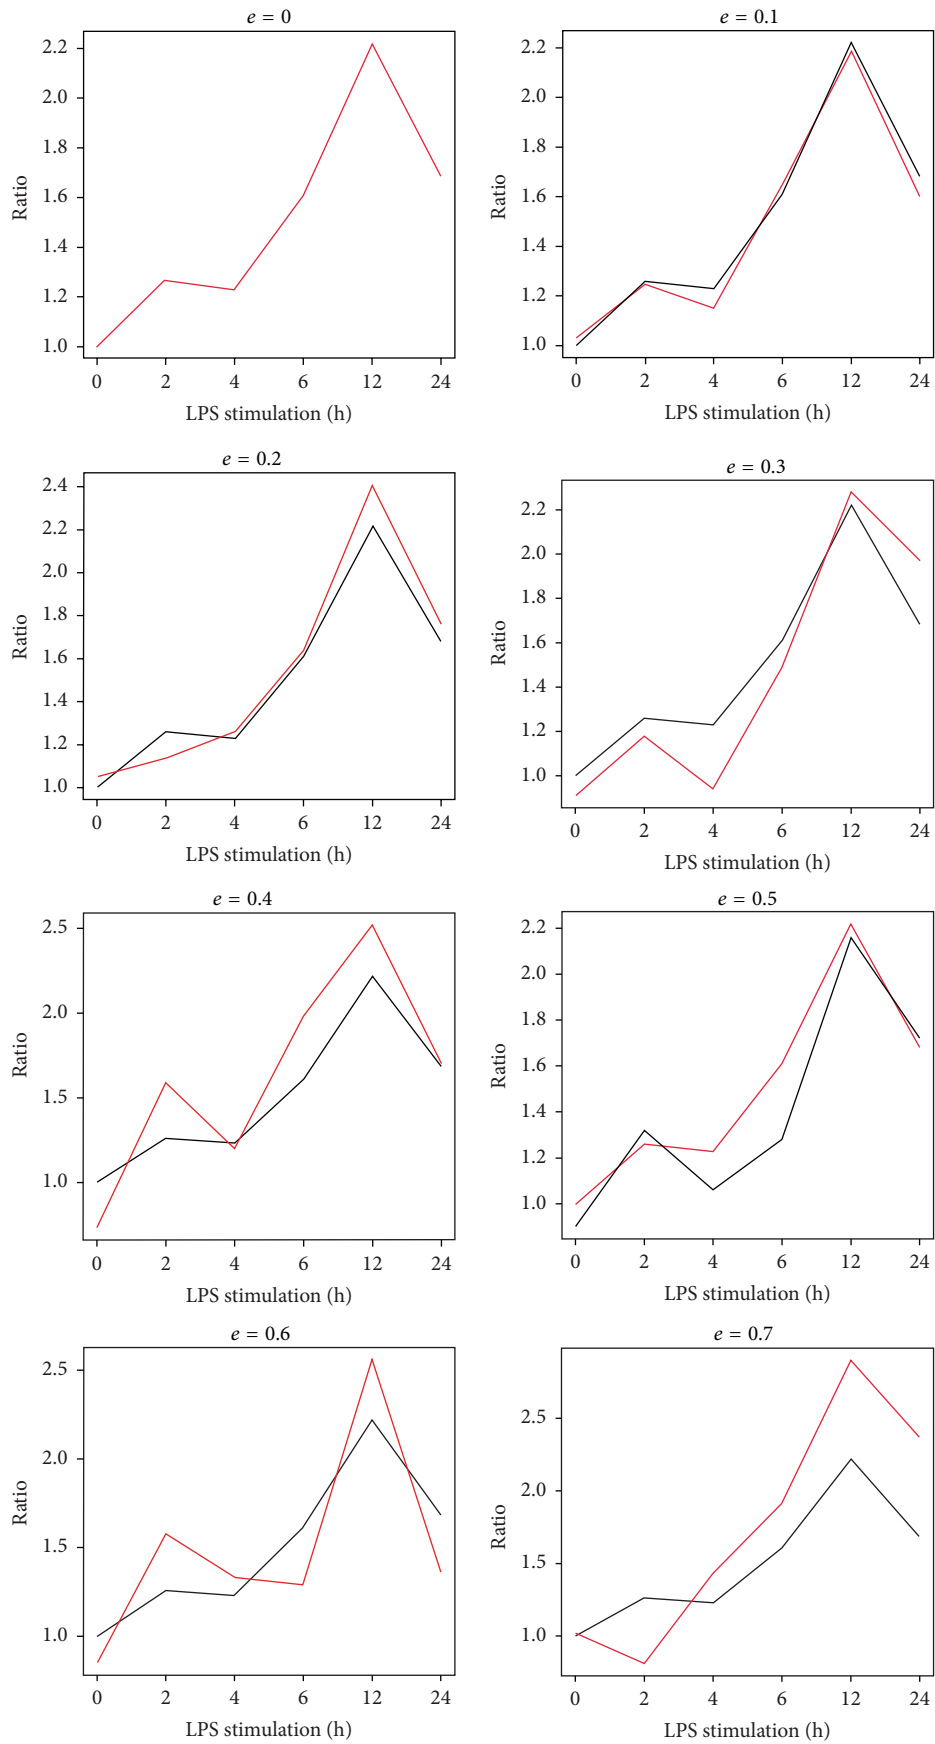 e = 0
Ratio
2.2
2.0
1.8
1.6
1.4
1.2
1.0
0 2 4 6 12 24
LPS stimulation (h)
e = 0.1
Ratio
2.2
2.0
1.8
1.6
1.4
1.2
1.0
0 2 4 6 12 24
LPS stimulation (h)
e = 0.2
Ratio
2.4
2.2
2.0
1.8
1.6
1.4
1.2
1.0
0 2 4 6 12 24
LPS stimulation (h)
e = 0.3
Ratio
2.2
2.0
1.8
1.6
1.4
1.2
1.0
0 2 4 6 12 24
LPS stimulation (h)
e = 0.4
Ratio
2.5
2.0
1.5
1.0
0 2 4 6 12 24
LPS stimulation (h)
e = 0.5
Ratio
2.2
2.0
1.8
1.6
1.4
1.2
1.0
0 2 4 6 12 24
LPS stimulation (h)
e = 0.6
Ratio
2.5
2.0
1.5
1.0
0 2 4 6 12 24
LPS stimulation (h)
e = 0.7
Ratio
2.5
2.0
1.5
1.0
0 2 4 6 12 24
LPS stimulation (h)